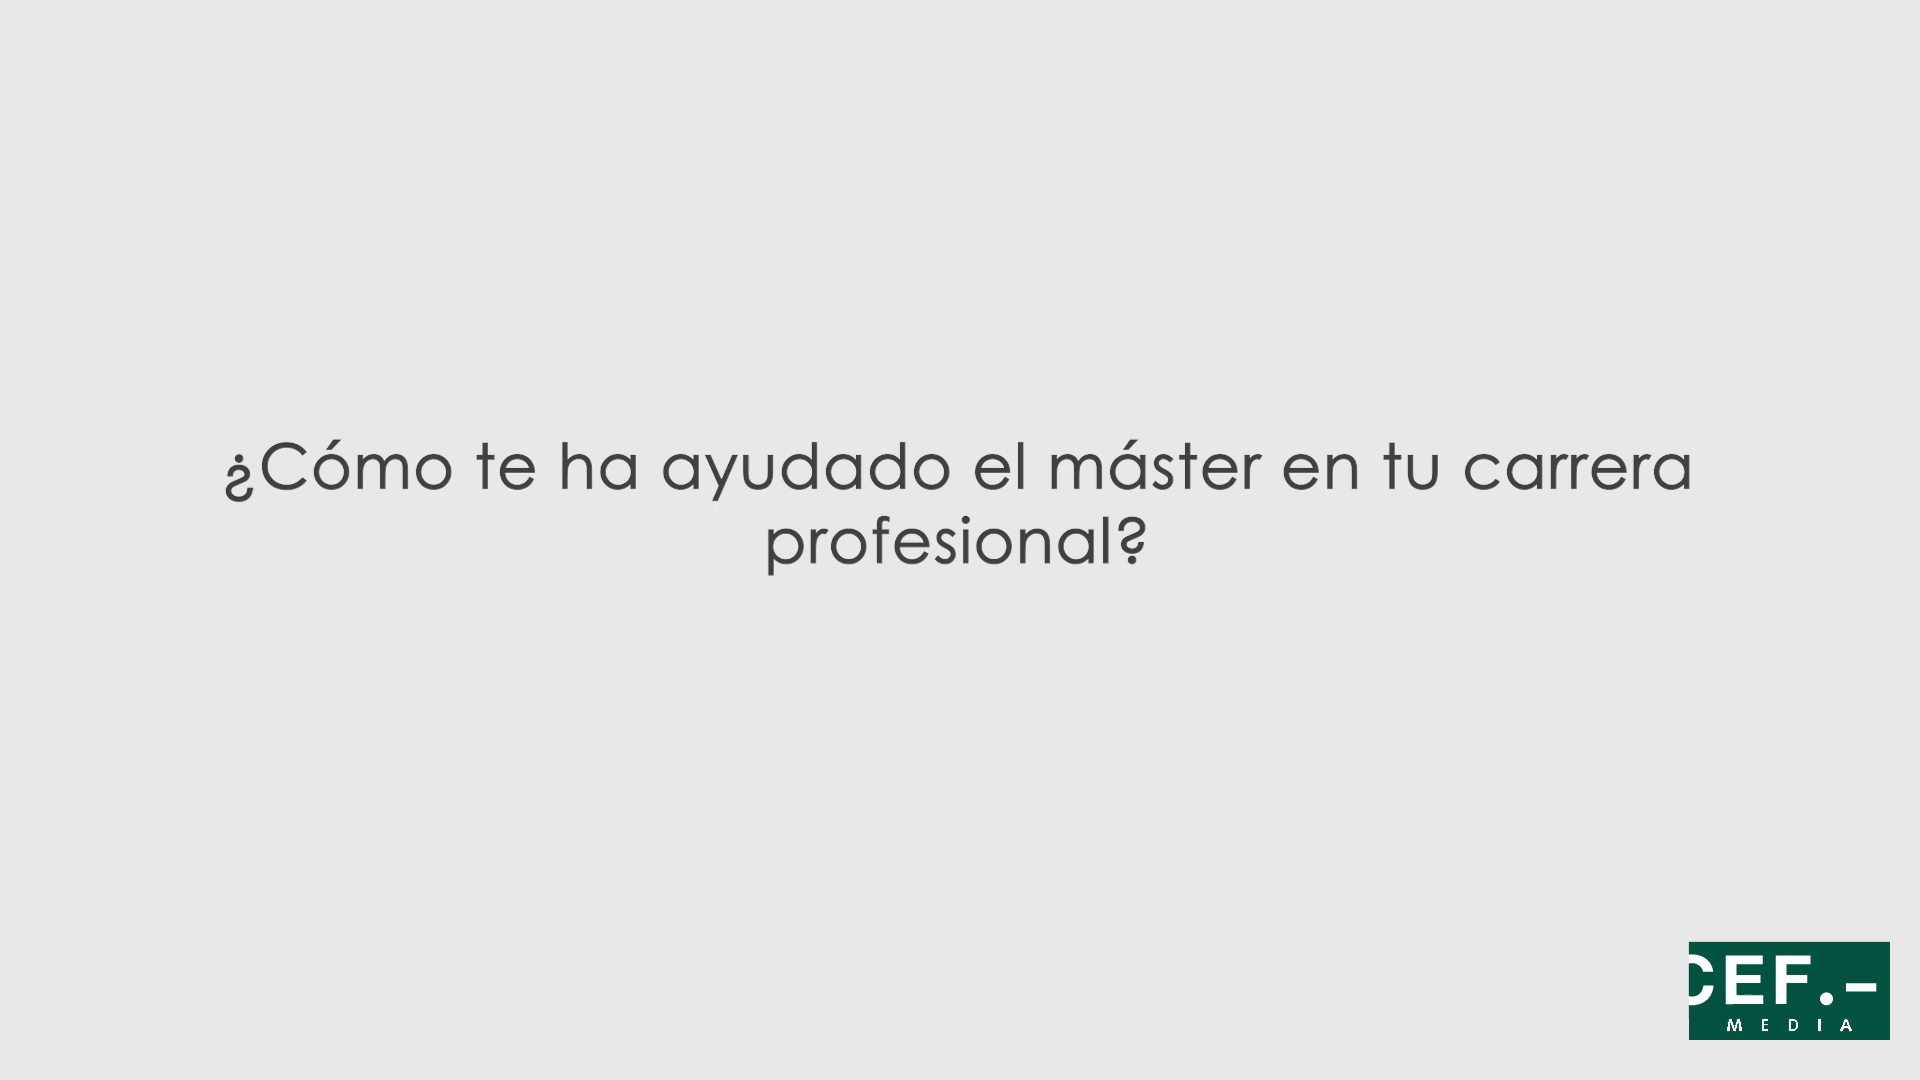 ¿Cómo te ha ayudado el máster en tu carrera
profesional?
CEF.-
MEDIA